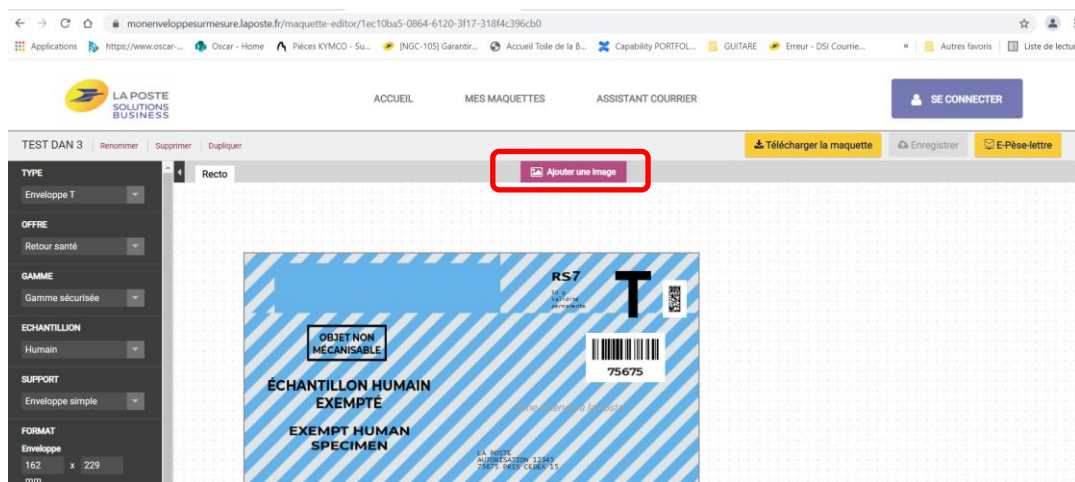 monenveloppesurmesure.laposte.fr/maquette-editor/1ec10ba5-0864-6120-3f17-318f4c396cb0
Applications https://www.oscar-... Oscar - Home Pièces KYMCO - Su... [NGC-105] Garantir... Accueil Toile de la B... Capability PORTFOL... GUITARE Erreur - DSI Courrie... » Autres favoris Liste de lectu
LA POSTE
SOLUTIONS
BUSINESS
ACCUEIL MES MAQUETTES ASSISTANT COURRIER SE CONNECTER
TEST DAN 3 Renommer Supprimer Dupliquer Télécharger la maquette Enregistrer E-Pèse-lettre
TYPE
Enveloppe T
OFFRE
Retour santé
GAMME
Gamme sécurisée
ECHANTILLION
Humain
SUPPORT
Enveloppe simple
FORMAT
Enveloppe
162 x 229
mm
Recto
Ajouter une image
RS7
T
validité
permanente
OBJET NON
MÉCANISABLE
75675
ÉCHANTILLON HUMAIN
EXEMPTÉ
EXEMPT HUMAN
SPECIMEN
LA POSTE
AUTORISATION 12345
75675 PRIS CEDEX 15